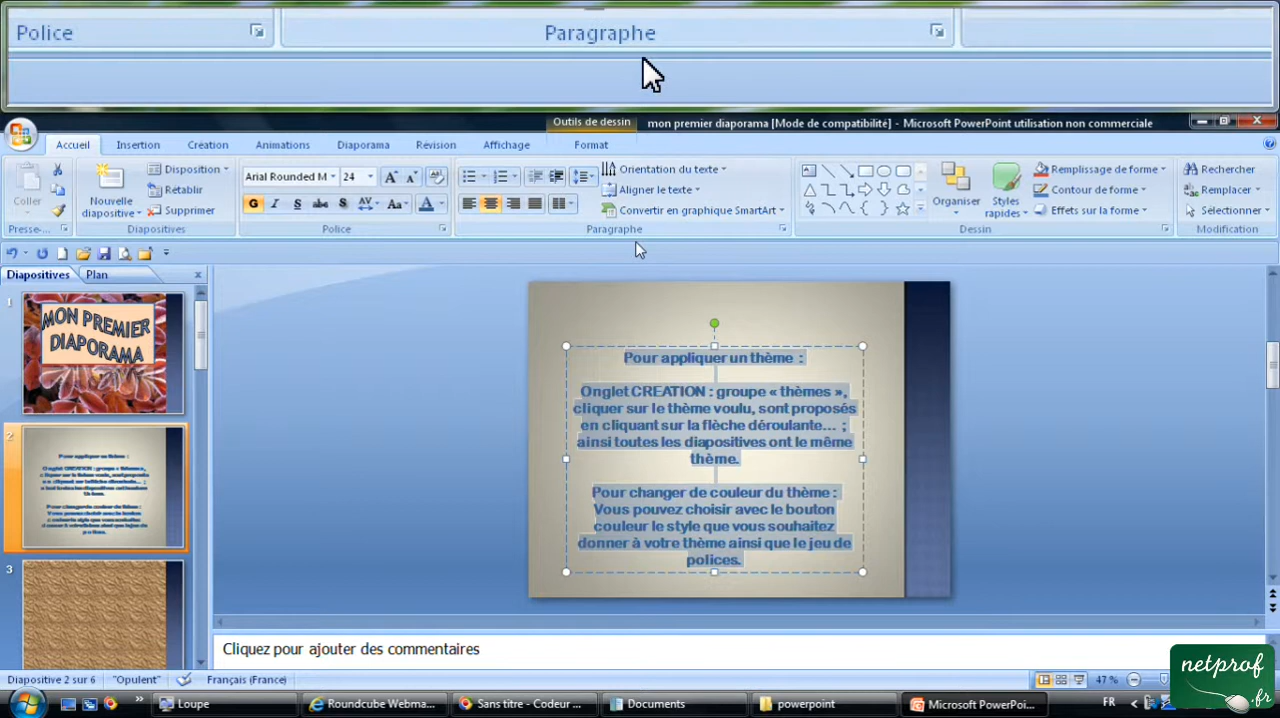 Police
Paragraphe
Outils de dessin
mon premier diaporama [Mode de compatibilité] - Microsoft PowerPoint utilisation non commerciale
Accueil
Insertion
Création
Animations
Diaporama
Révision
Affichage
Format
Coller
Nouvelle
diapositive
Disposition
Rétablir
Supprimer
Arial Rounded M
24
G
I
S
abc
S
AV
Aa
A
Orientation du texte
Aligner le texte
Convertir en graphique SmartArt
Organiser
Styles
rapides
Remplissage de forme
Contour de forme
Effets sur la forme
Rechercher
Remplacer
Sélectionner
Presse-...
Diapositives
Police
Paragraphe
Dessin
Modification
Diapositives
Plan
1
MON PREMIER
DIAPORAMA
2
3
Pour appliquer un thème :
Onglet CREATION : groupe « thèmes »,
cliquer sur le thème voulu, sont proposés
en cliquant sur la flèche déroulante… ;
ainsi toutes les diapositives ont le même
thème.
Pour changer de couleur du thème :
Vous pouvez choisir avec le bouton
couleur le style que vous souhaitez
donner à votre thème ainsi que le jeu de
polices.
Cliquez pour ajouter des commentaires
Diapositive 2 sur 6
"Opulent"
Français (France)
47 %
netprof
.fr
Loupe
Roundcube Webma...
Sans titre - Codeur ...
Documents
powerpoint
Microsoft PowerPoi...
FR